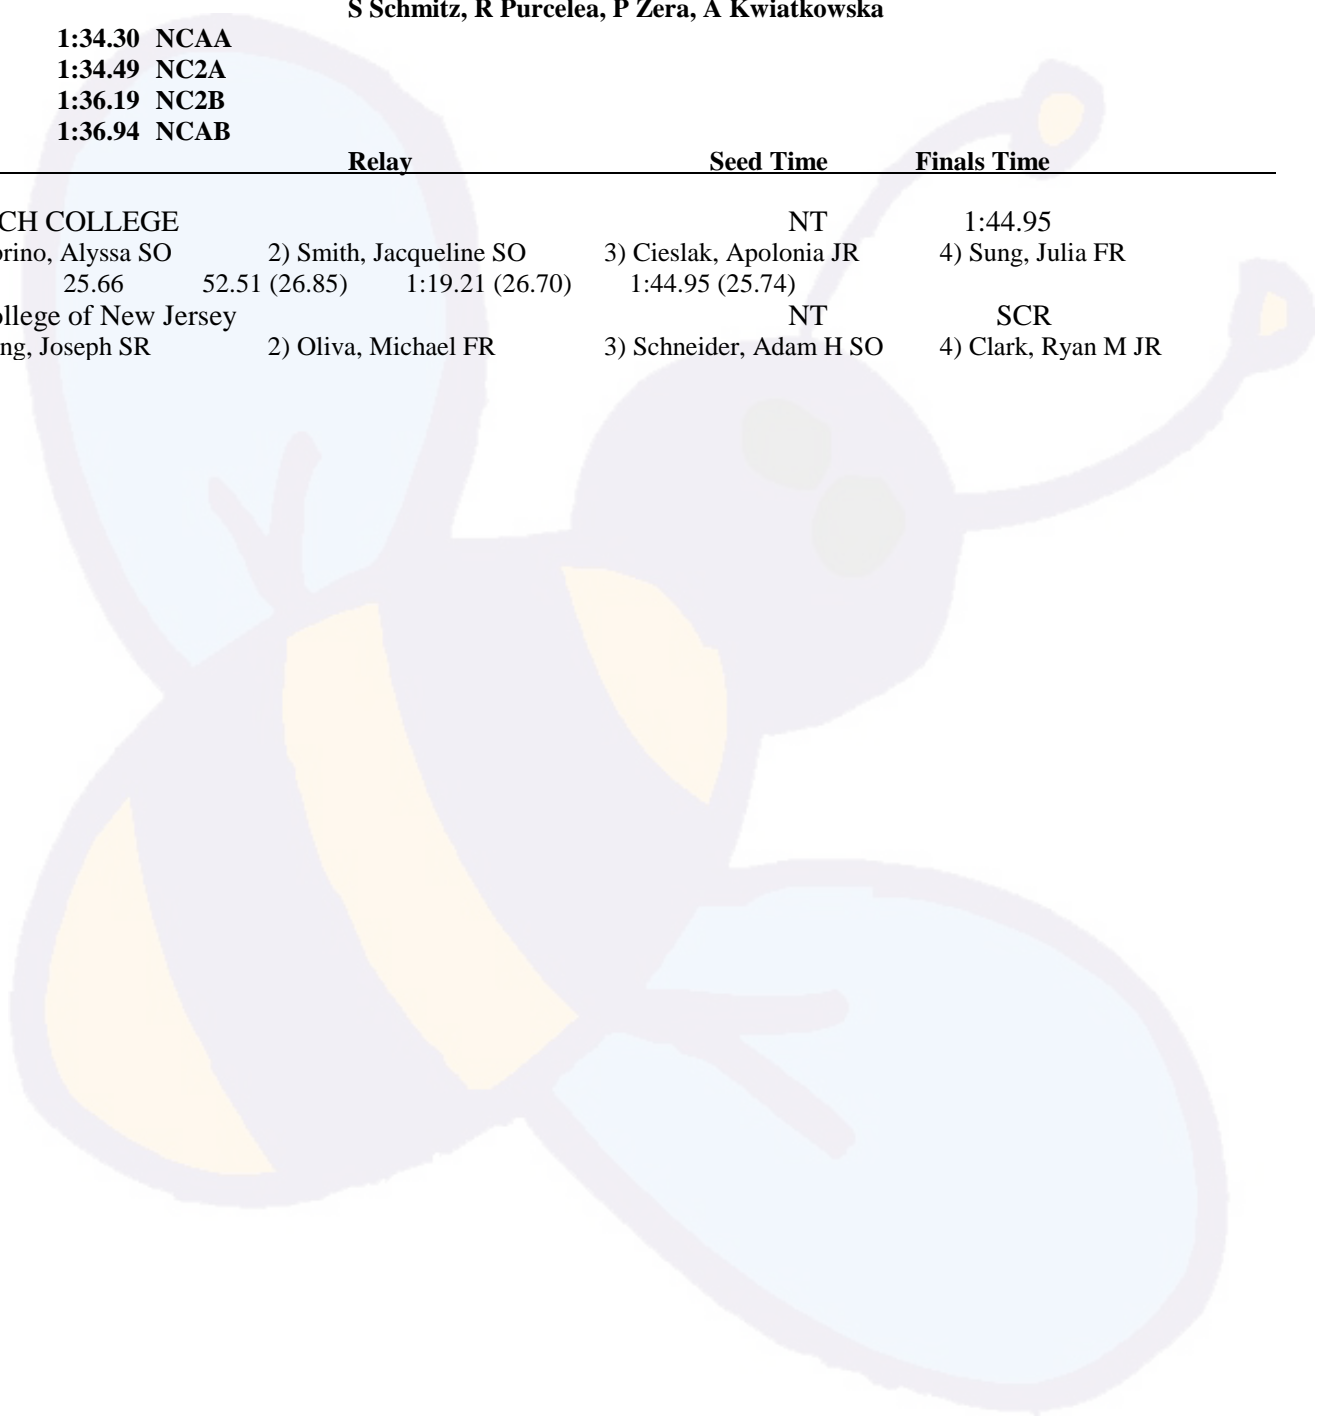 S Schmitz, R Purcelea, P Zera, A Kwiatkowska
1:34.30 NCAA
1:34.49 NC2A
1:36.19 NC2B
1:36.94 NCAB
Relay Seed Time Finals Time
CH COLLEGE NT 1:44.95
orino, Alyssa SO 2) Smith, Jacqueline SO 3) Cieslak, Apolonia JR 4) Sung, Julia FR
25.66 52.51 (26.85) 1:19.21 (26.70) 1:44.95 (25.74)
ollege of New Jersey NT SCR
ng, Joseph SR 2) Oliva, Michael FR 3) Schneider, Adam H SO 4) Clark, Ryan M JR